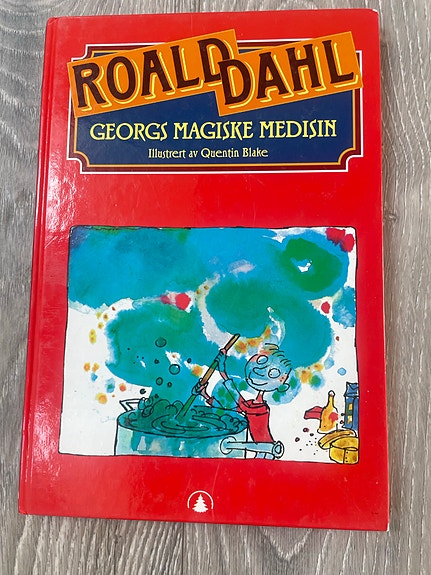 ROALD DAHL
GEORGS MAGISKE MEDISIN
Illustrert av Quentin Blake